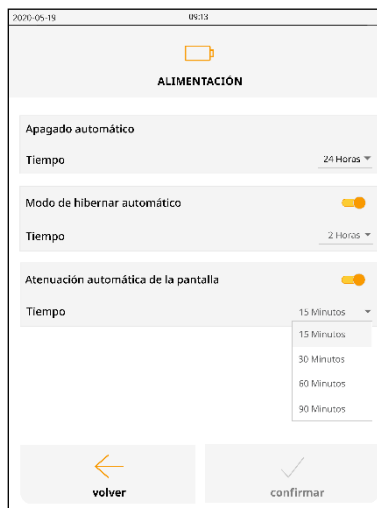 2020-05-19 09:13
ALIMENTACIÓN
Apagado automático
Tiempo 24 Horas
Modo de hibernar automático
Tiempo 2 Horas
Atenuación automática de la pantalla
Tiempo 15 Minutos
15 Minutos
30 Minutos
60 Minutos
90 Minutos
volver confirmar